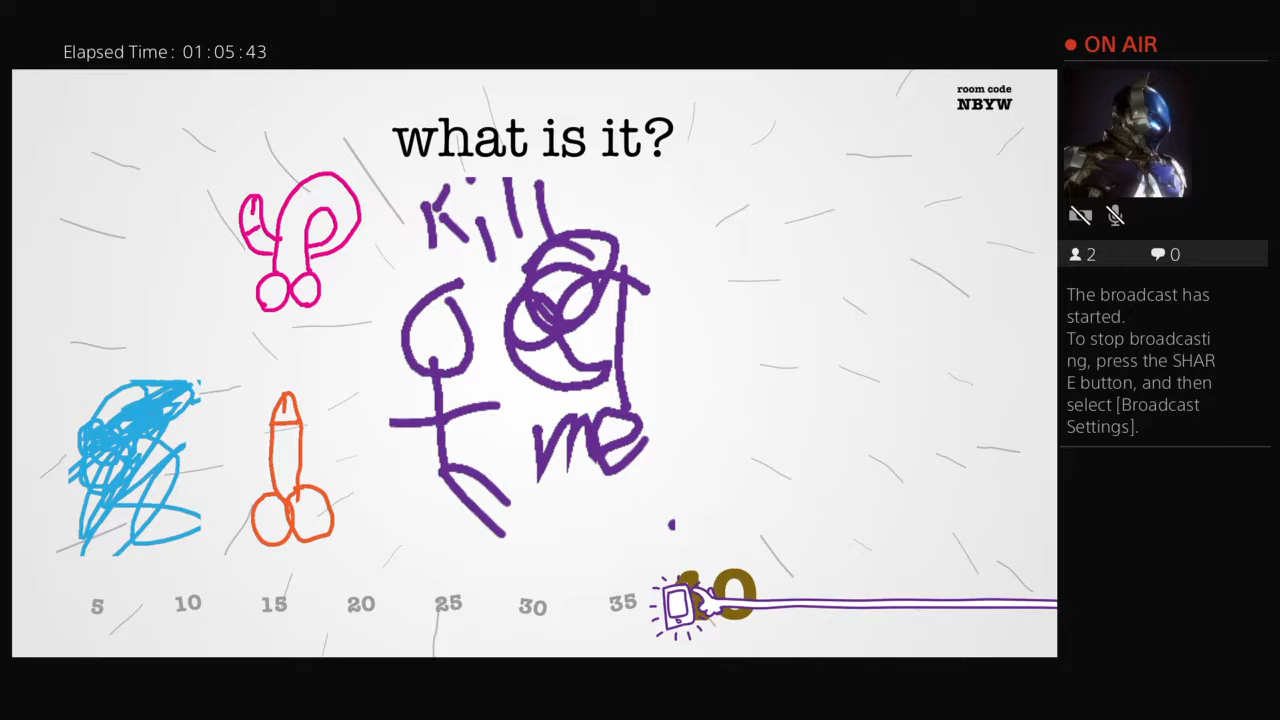 Elapsed Time: 01:05:43
ON AIR
room code
NBYW
what is it?
Kill
me
2
0
The broadcast has
started.
To stop broadcasti
ng, press the SHAR
E button, and then
select [Broadcast
Settings].
5 10 15 20 25 30 35 40